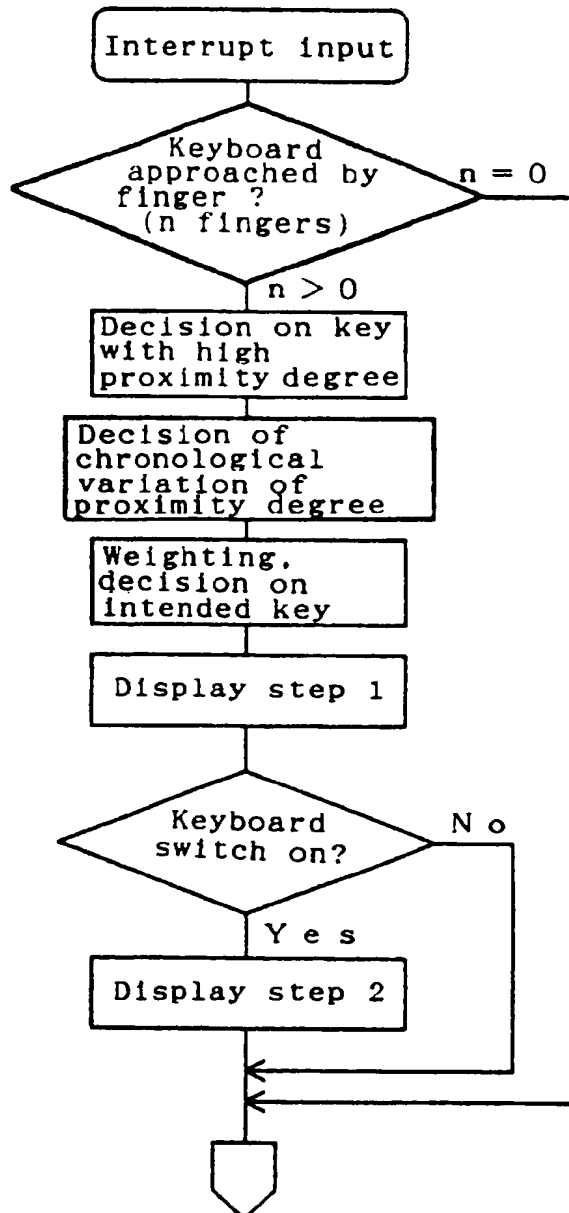 Interrupt input
Keyboard
approached by
finger ?
(n fingers)
n = 0
n > 0
Decision on key
with high
proximity degree
Decision of
chronological
variation of
proximity degree
Weighting.
decision on
intended key
Display step 1
Keyboard
switch on?
No
Yes
Display step 2